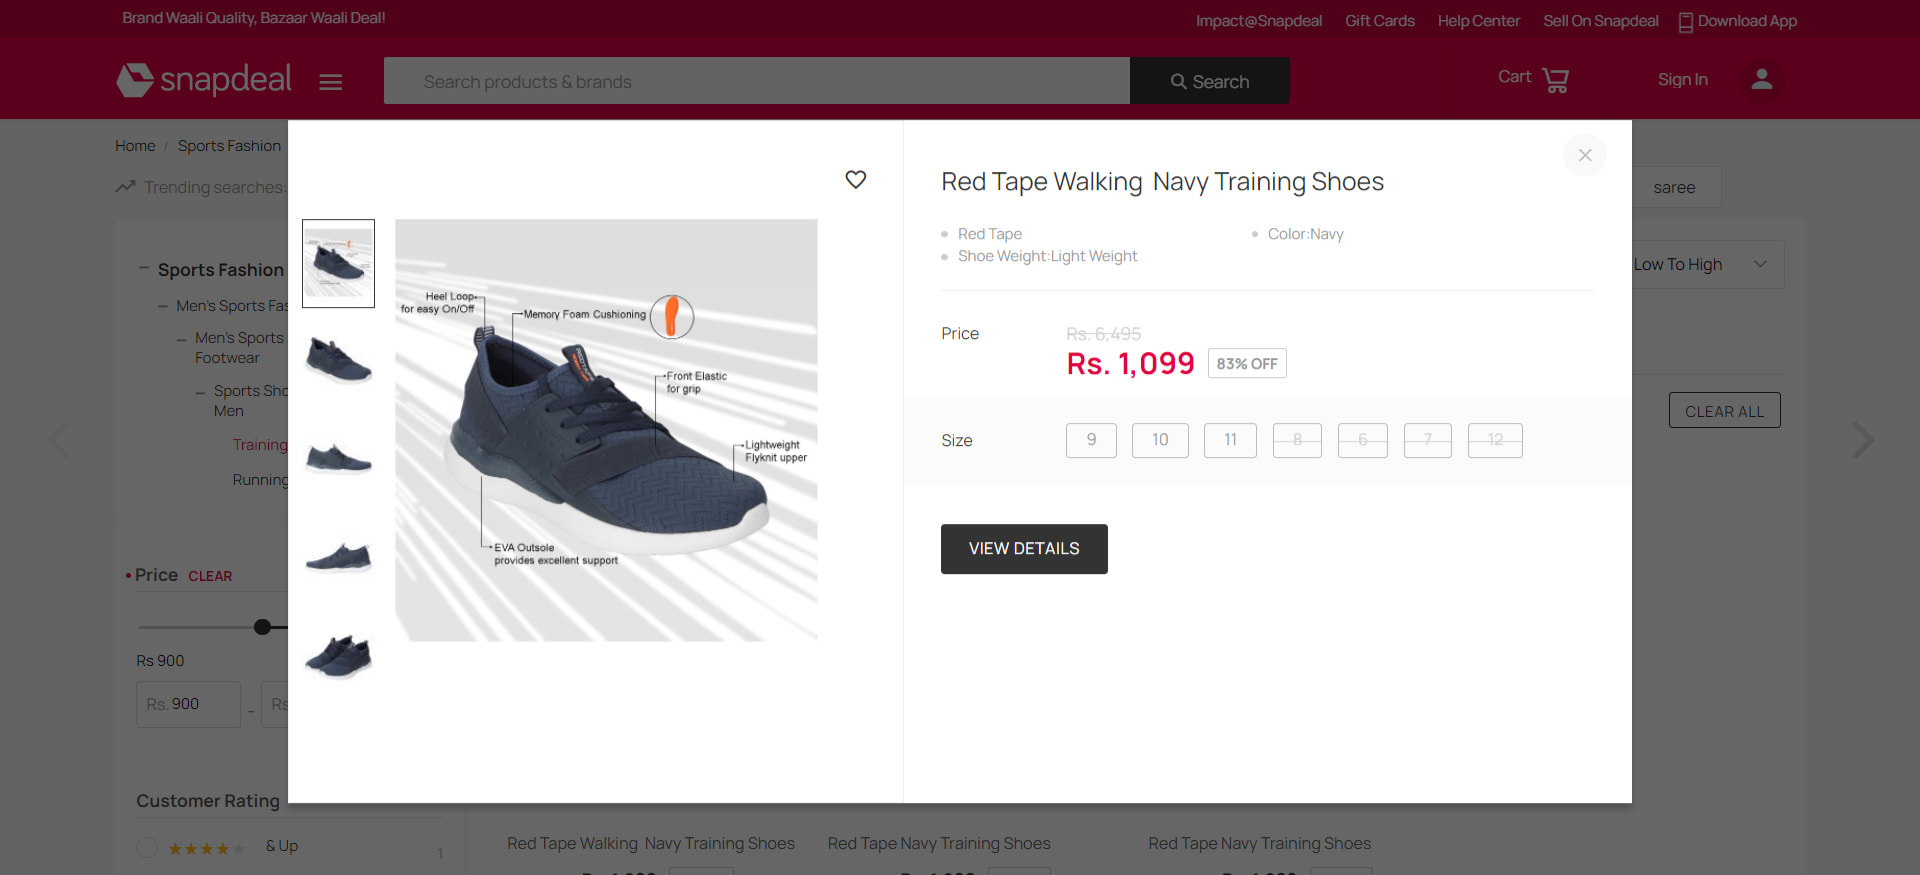 Brand Waali Quality, Bazaar Waali Deal!
Impact@Snapdeal
Gift Cards
Help Center
Sell On Snapdeal
Download App
snapdeal
Search products & brands
Search
Cart
Sign In
Home / Sports Fashion
Trending searches:
saree
Sports Fashion
Men's Sports Fas
Men's Sports
Footwear
Sports Sho
Men
Training
Running
Price CLEAR
Rs 900
Rs. 900 - Rs
Customer Rating
& Up
1
Low To High
CLEAR ALL
Heel Loop
for easy On/Off
Memory Foam Cushioning
Front Elastic
for grip
Lightweight
Flyknit upper
EVA Outsole
provides excellent support
Red Tape Walking Navy Training Shoes
Red Tape
Color:Navy
Shoe Weight:Light Weight
Price
Rs. 6,495
Rs. 1,099 83% OFF
Size
9 10 11 8 6 7 12
VIEW DETAILS
Red Tape Walking Navy Training Shoes
Red Tape Navy Training Shoes
Red Tape Navy Training Shoes